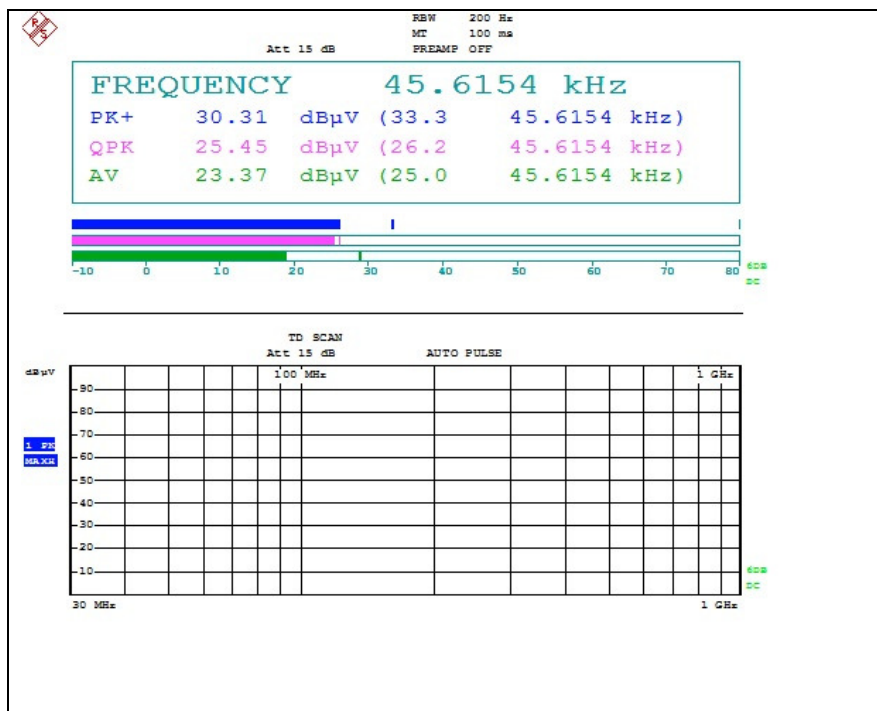 R S
RBW 200 Hz
MT 100 ms
Att 15 dB PREAMP OFF
FREQUENCY 45.6154 kHz
PK+ 30.31 dBµV (33.3 45.6154 kHz)
QPK 25.45 dBµV (26.2 45.6154 kHz)
AV 23.37 dBµV (25.0 45.6154 kHz)
-10 0 10 20 30 40 50 60 70 80
6DB
DC
TD SCAN
Att 15 dB AUTO PULSE
dBµV
100 MHz 1 GHz
90
80
70
1 PK
MAXH
60
50
40
30
20
10
6DB
DC
30 MHz 1 GHz